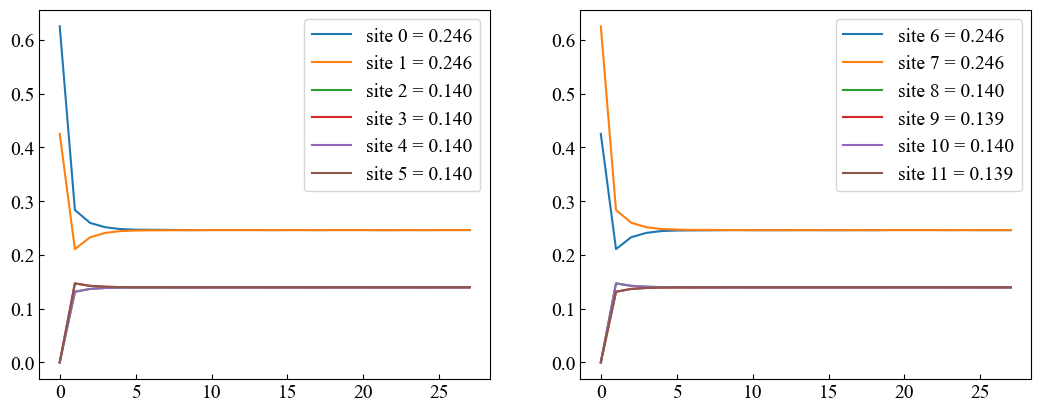 0.6
0.5
0.4
0.3
0.2
0.1
0.0
0 5 10 15 20 25
site 0 = 0.246
site 1 = 0.246
site 2 = 0.140
site 3 = 0.140
site 4 = 0.140
site 5 = 0.140
0.6
0.5
0.4
0.3
0.2
0.1
0.0
0 5 10 15 20 25
site 6 = 0.246
site 7 = 0.246
site 8 = 0.140
site 9 = 0.139
site 10 = 0.140
site 11 = 0.139